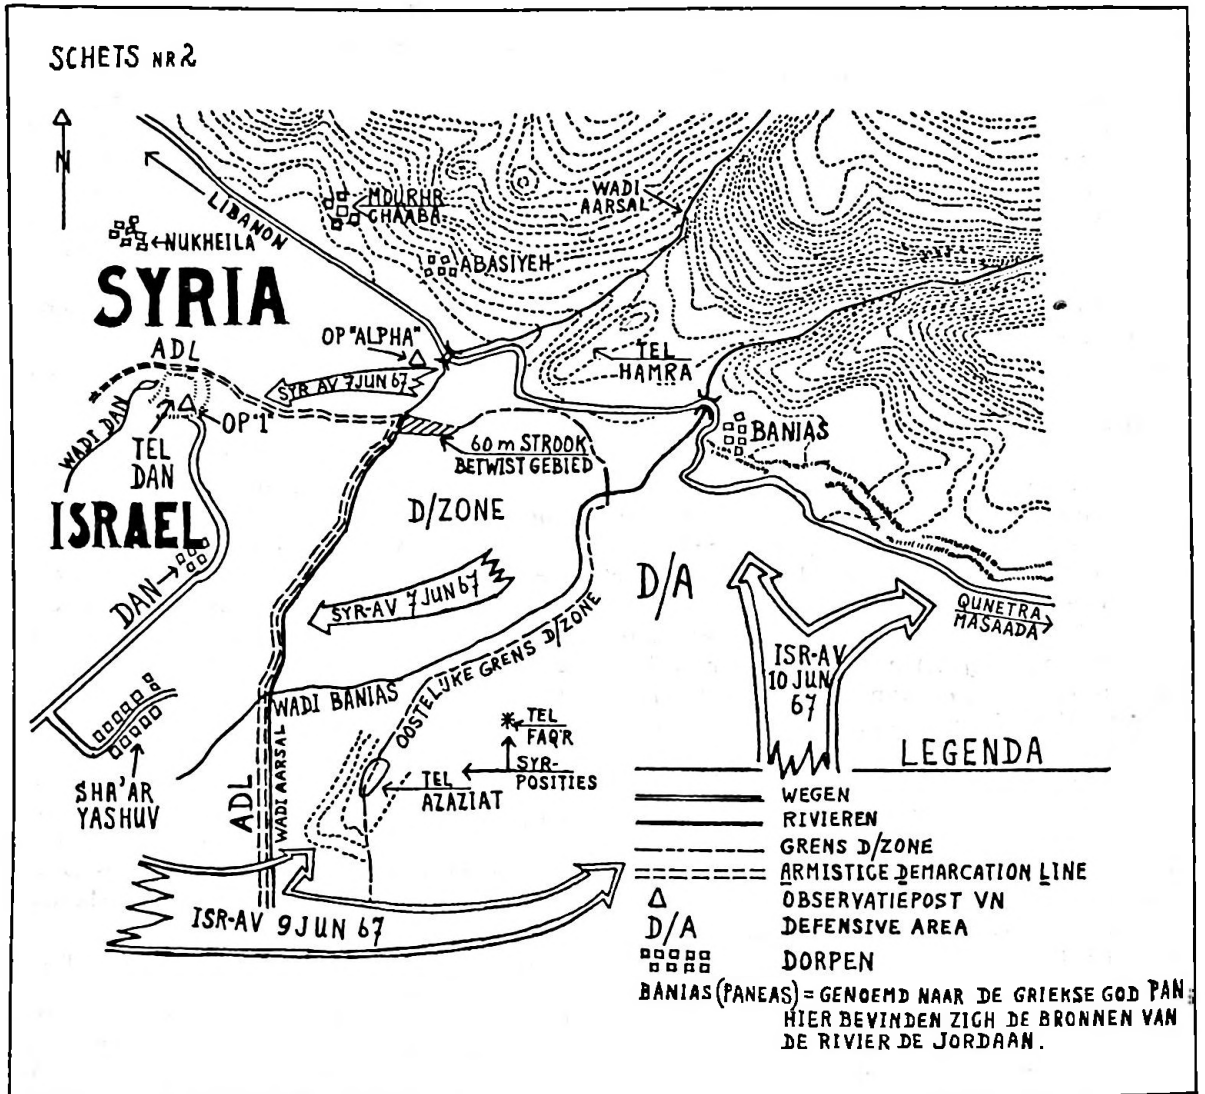 SCHETS NR 2
N
LIBANON
MOURHR
CHAABA
WADI
AARSAL
NUKHEILA
ABASIYEH
SYRIA
OP "ALPHA"
ADL
SYR AV 7 JUN 67
TEL
HAMRA
WADI DAN
OP "1"
TEL
DAN
60 m STROOK
BETWIST GEBIED
BANIAS
ISRAEL
D/ZONE
DAN
SYR-AV 7 JUN 67
D/A
QUNETRA
MASAADA
OOSTELIJKE GRENS D/ZONE
ISR-AV
10 JUN
67
WADI BANIAS
TEL
FAQ'R
SYR-
POSITIES
TEL
AZAZIAT
SHA'AR
YASHUV
ADL
WADI AARSAL
ISR-AV 9 JUN 67
LEGENDA
WEGEN
RIVIEREN
GRENS D/ZONE
ARMISTICE DEMARCATION LINE
OBSERVATIEPOST VN
D/A DEFENSIVE AREA
DORPEN
BANIAS (PANEAS) = GENOEMD NAAR DE GRIEKSE GOD PAN
HIER BEVINDEN ZICH DE BRONNEN VAN
DE RIVIER DE JORDAAN.